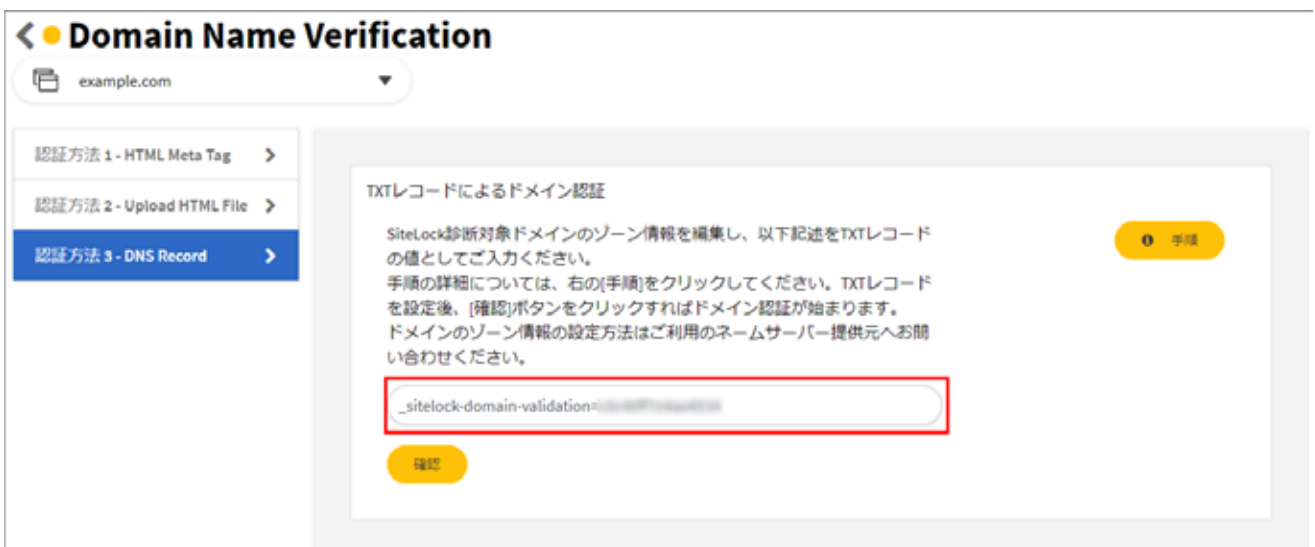 Domain Name Verification
example.com
認証方法 1 - HTML Meta Tag
認証方法 2 - Upload HTML File
認証方法 3 - DNS Record
TXTレコードによるドメイン認証
SiteLock診断対象ドメインのゾーン情報を編集し、以下記述をTXTレコード
の値としてご入力ください。
手順の詳細については、右の[手順]をクリックしてください。TXTレコード
を設定後、[確認]ボタンをクリックすればドメイン認証が始まります。
ドメインのゾーン情報の設定方法はご利用のネームサーバー提供元へお問
い合わせください。
手順
_sitelock-domain-validation=
確認